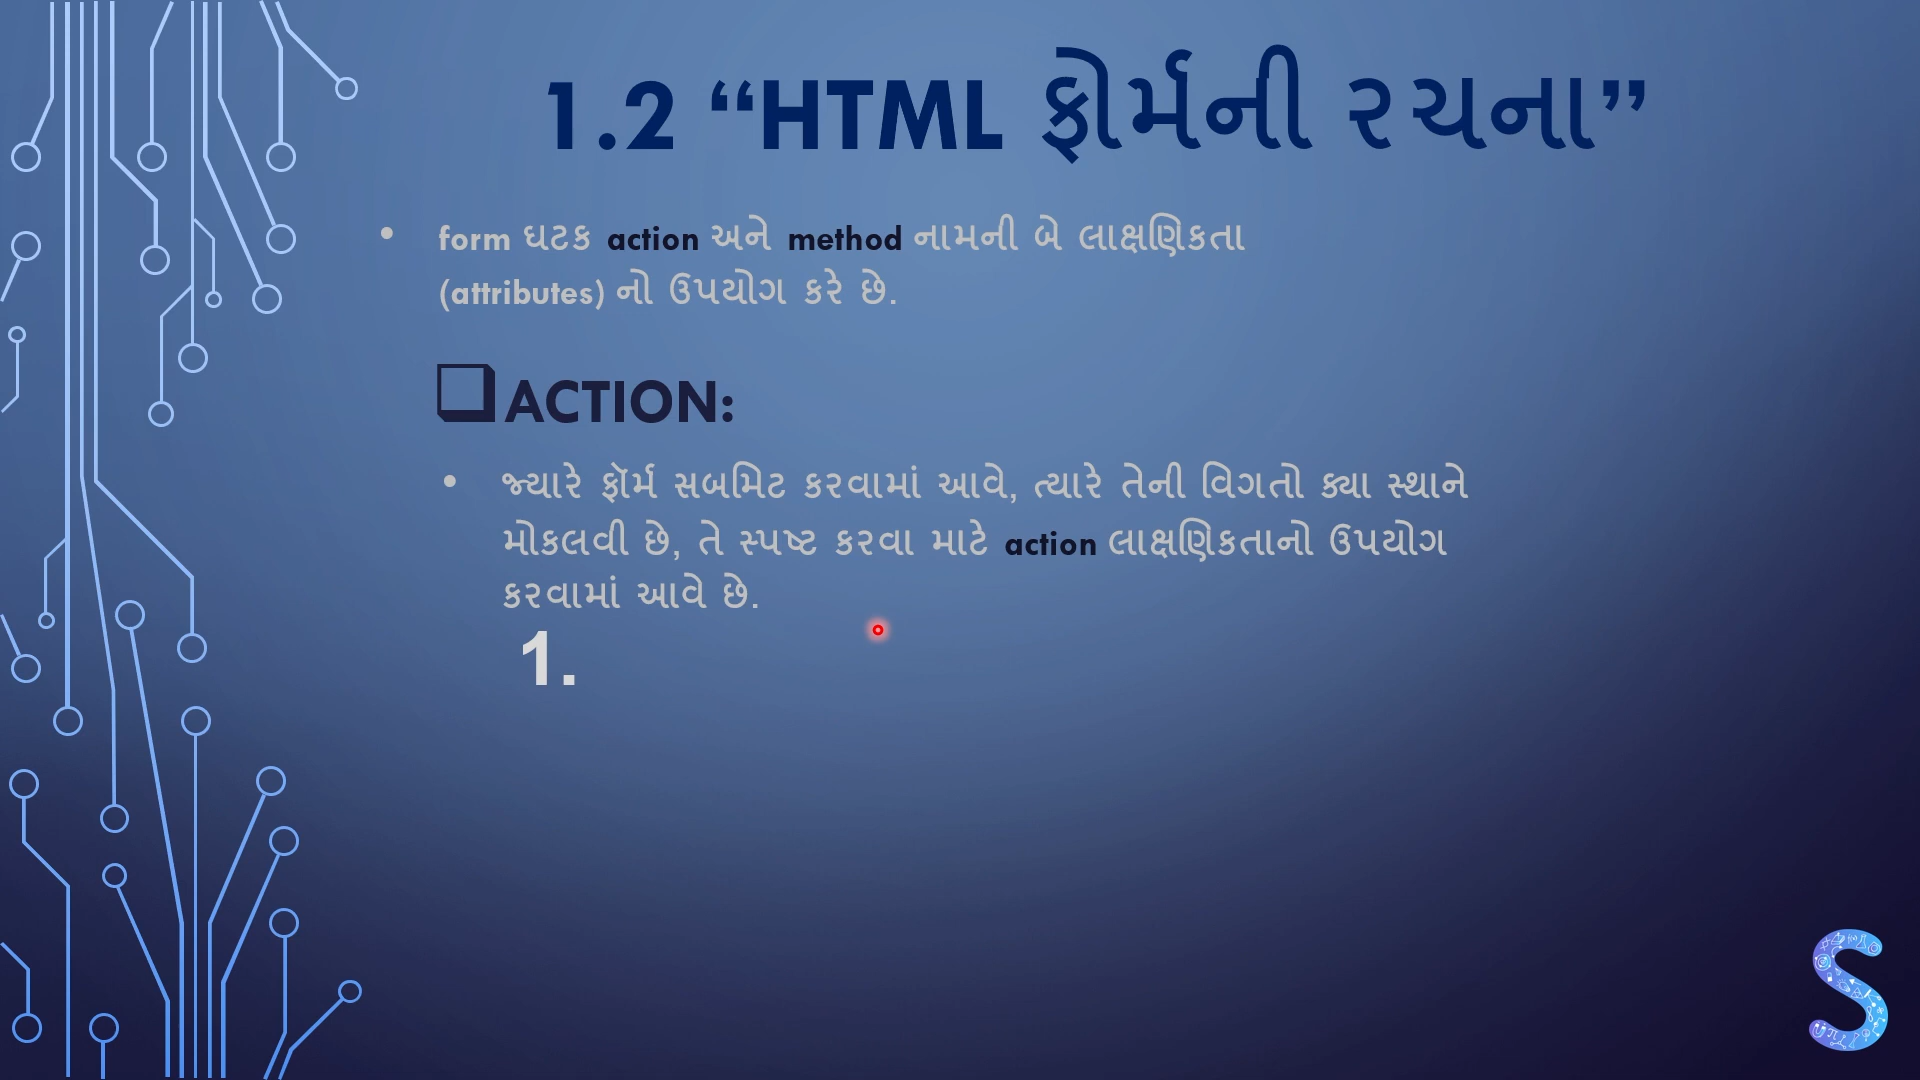 1.2 “HTML ફોર્મની રચના”
• form ઘટક action અને method નામની બે લાક્ષણિકતા
(attributes) નો ઉપયોગ કરે છે.
❑ACTION:
• જ્યારે ફૉર્મ સબમિટ કરવામાં આવે, ત્યારે તેની વિગતો ક્યા સ્થાને
મોકલવી છે, તે સ્પષ્ટ કરવા માટે action લાક્ષણિકતાનો ઉપયોગ
કરવામાં આવે છે.
1.
S